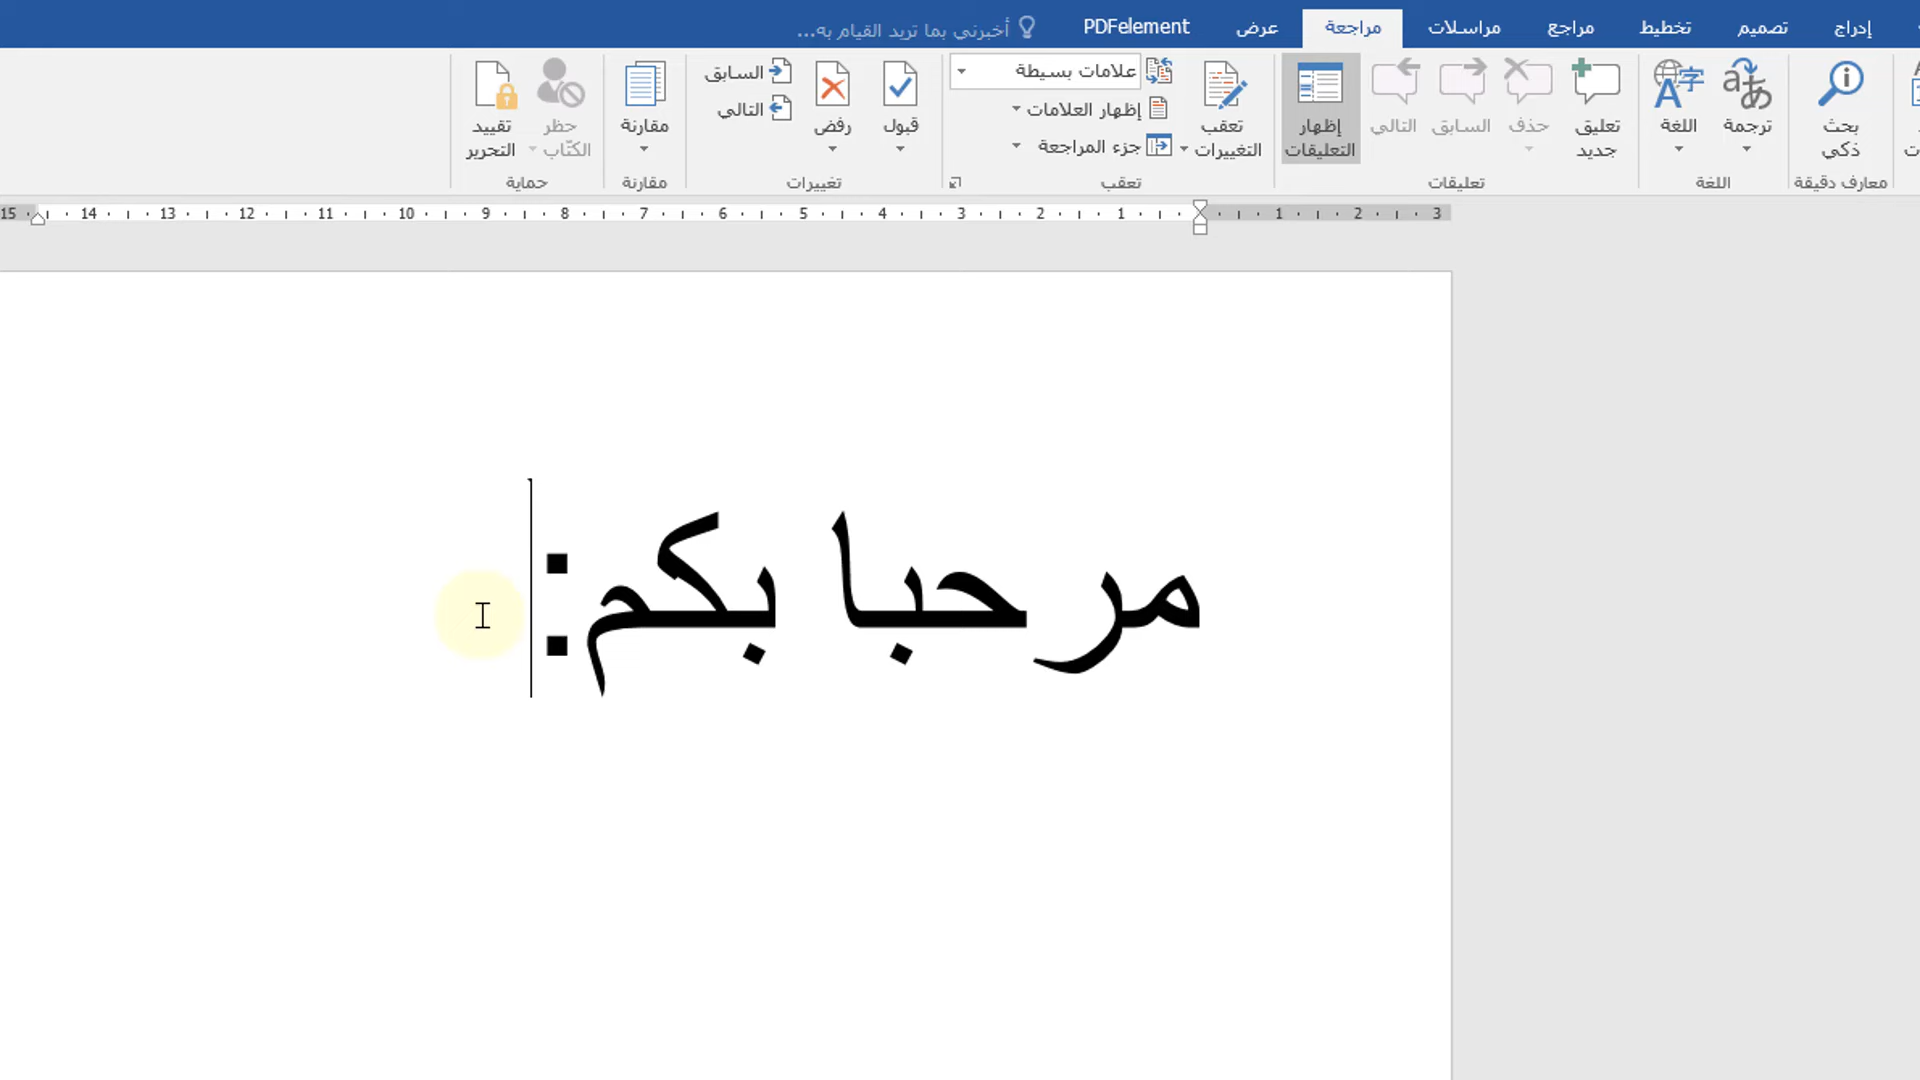 إدراج تصميم تخطيط مراجع مراسلات مراجعة عرض PDFelement أخبرني بما تريد القيام به...
بحث ذكي
معارف دقيقة
ترجمة
اللغة
اللغة
تعليق جديد
حذف
السابق
التالي
إظهار التعليقات
تعليقات
تعقب التغييرات
علامات بسيطة
إظهار العلامات
جزء المراجعة
تعقب
قبول
رفض
السابق
التالي
تغييرات
مقارنة
مقارنة
حظر الكتّاب
تقييد التحرير
حماية
3 2 1 1 2 3 4 5 6 7 8 9 10 11 12 13 14 15
مرحبا بكم: